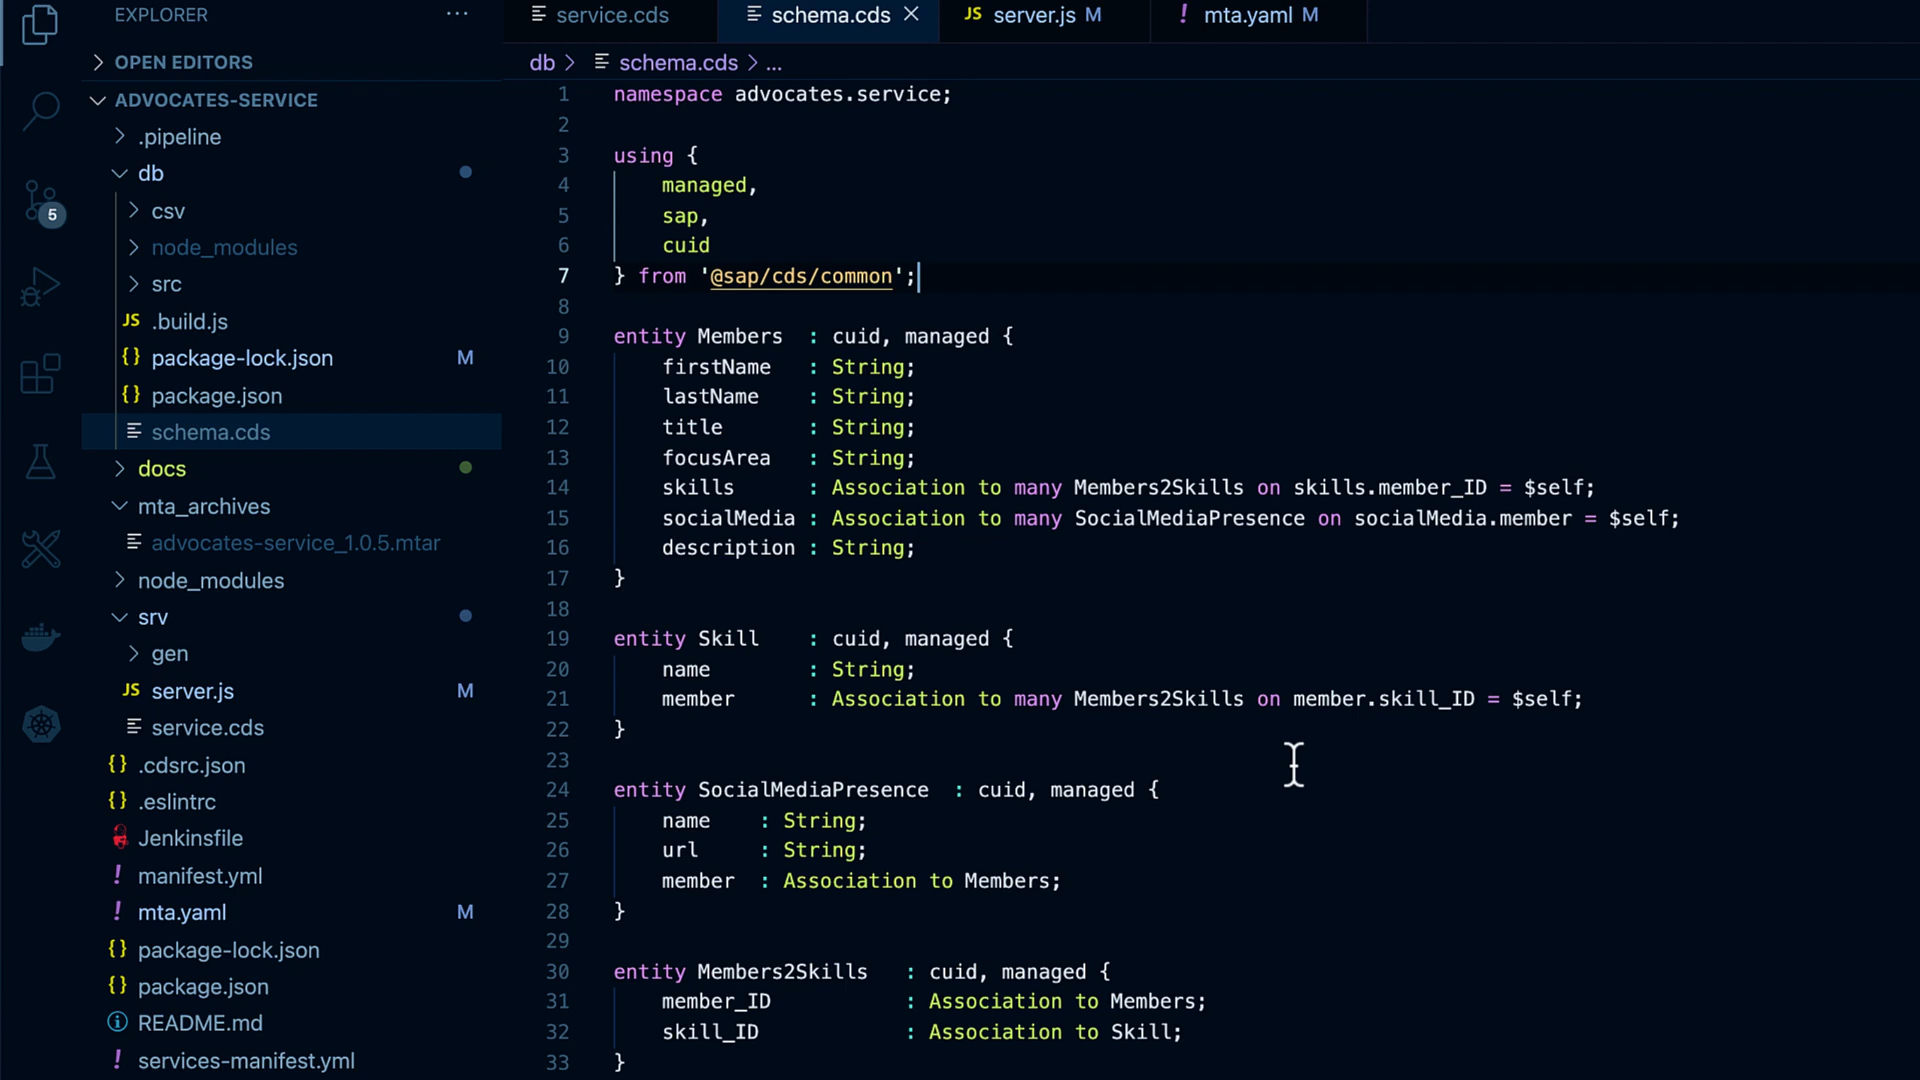 EXPLORER
...
OPEN EDITORS
ADVOCATES-SERVICE
.pipeline
db
csv
node_modules
src
JS .build.js
{} package-lock.json M
{} package.json
schema.cds
docs
mta_archives
advocates-service_1.0.5.mtar
node_modules
srv
gen
JS server.js M
service.cds
{} .cdsrc.json
{} .eslintrc
Jenkinsfile
! manifest.yml
! mta.yaml M
{} package-lock.json
{} package.json
README.md
! services-manifest.yml
5
service.cds
schema.cds
JS server.js M
! mta.yaml M
db > schema.cds > ...
1 namespace advocates.service;
2
3 using {
4 managed,
5 sap,
6 cuid
7 } from '@sap/cds/common';
8
9 entity Members : cuid, managed {
10 firstName : String;
11 lastName : String;
12 title : String;
13 focusArea : String;
14 skills : Association to many Members2Skills on skills.member_ID = $self;
15 socialMedia : Association to many SocialMediaPresence on socialMedia.member = $self;
16 description : String;
17 }
18
19 entity Skill : cuid, managed {
20 name : String;
21 member : Association to many Members2Skills on member.skill_ID = $self;
22 }
23
24 entity SocialMediaPresence : cuid, managed {
25 name : String;
26 url : String;
27 member : Association to Members;
28 }
29
30 entity Members2Skills : cuid, managed {
31 member_ID : Association to Members;
32 skill_ID : Association to Skill;
33 }